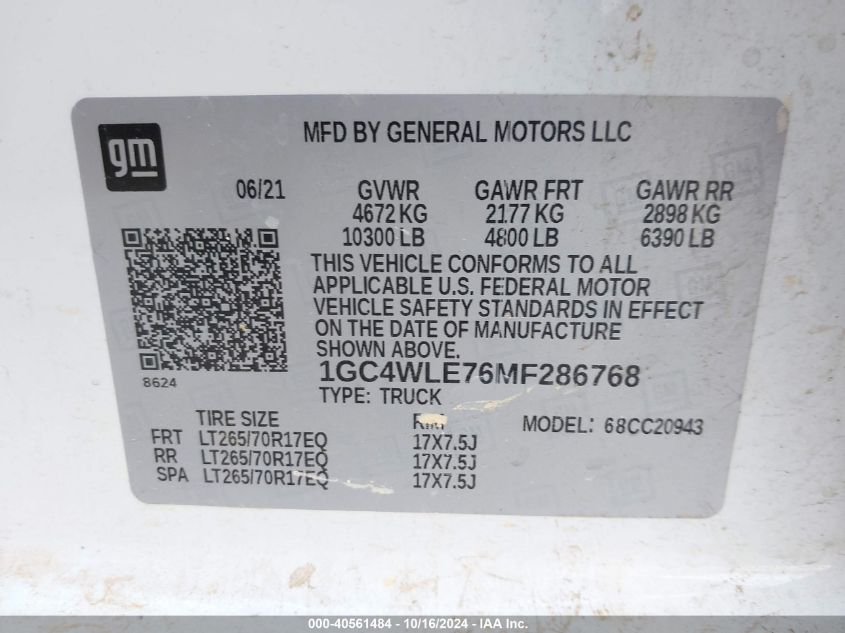 gm
MFD BY GENERAL MOTORS LLC
06/21 GVWR GAWR FRT GAWR RR
4672 KG 2177 KG 2898 KG
10300 LB 4800 LB 6390 LB
THIS VEHICLE CONFORMS TO ALL
APPLICABLE U.S. FEDERAL MOTOR
VEHICLE SAFETY STANDARDS IN EFFECT
ON THE DATE OF MANUFACTURE
SHOWN ABOVE.
8624
1GC4WLE76MF286768
TYPE: TRUCK
TIRE SIZE RIM MODEL: 68CC20943
FRT LT265/70R17EQ 17X7.5J
RR LT265/70R17EQ 17X7.5J
SPA LT265/70R17EQ 17X7.5J
000-40561484 - 10/16/2024 - IAA Inc.